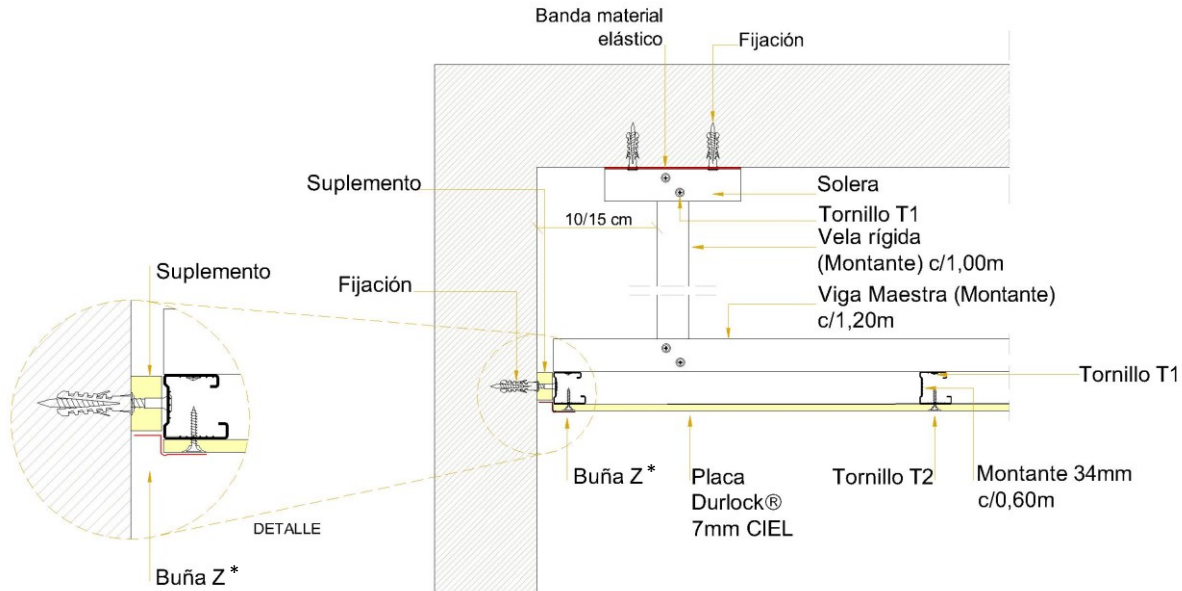 Banda material
elástico
Fijación
Suplemento
Solera
10/15 cm
Tornillo T1
Vela rígida
(Montante) c/1,00m
Suplemento
Fijación
Viga Maestra (Montante)
c/1,20m
Tornillo T1
Buña Z*
Placa
Durlock®
7mm CIEL
Tornillo T2
Montante 34mm
c/0,60m
DETALLE
Buña Z*